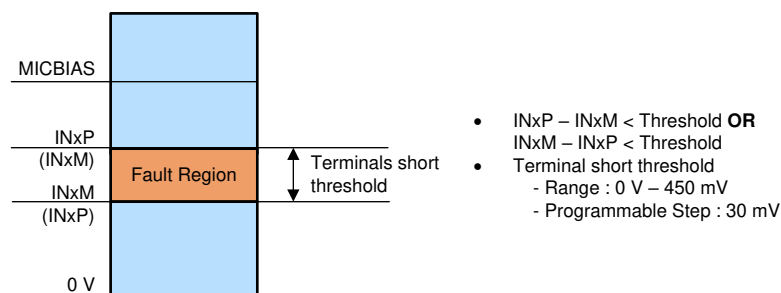 MICBIAS
INxP
(INxM)
INxM
(INxP)
0 V
Fault Region
Terminals short
threshold
• INxP – INxM < Threshold OR
INxM – INxP < Threshold
• Terminal short threshold
- Range : 0 V – 450 mV
- Programmable Step : 30 mV